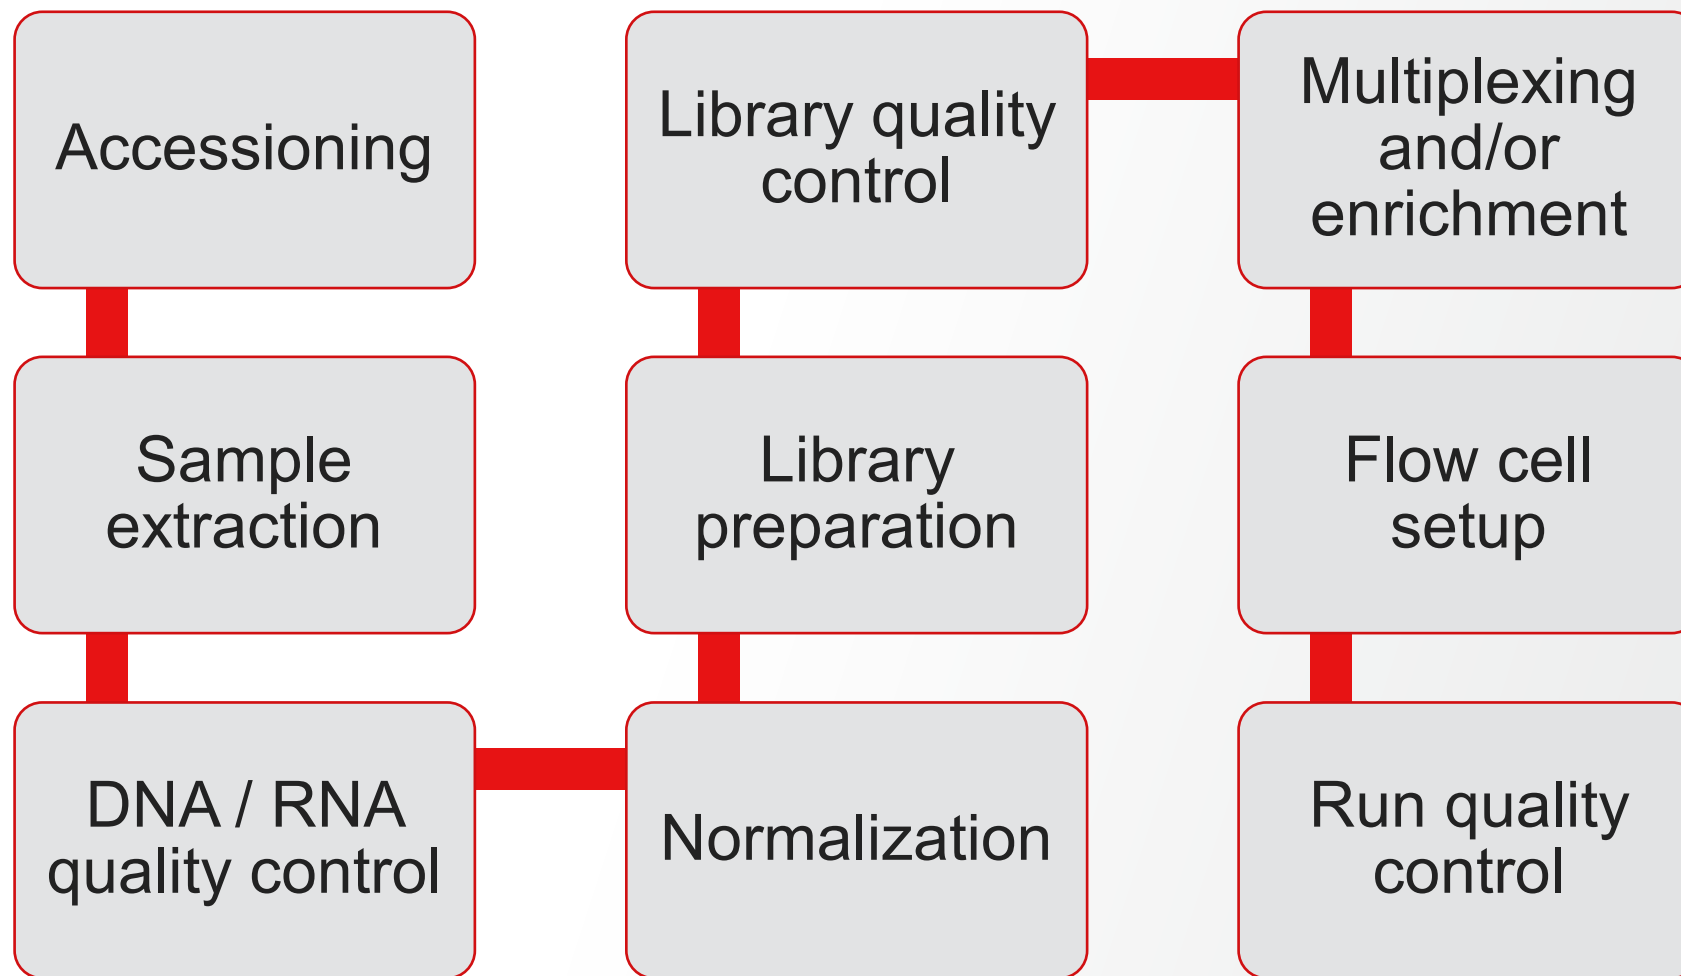 Accessioning
Sample
extraction
DNA / RNA
quality control
Normalization
Library
preparation
Library quality
control
Multiplexing
and/or
enrichment
Flow cell
setup
Run quality
control